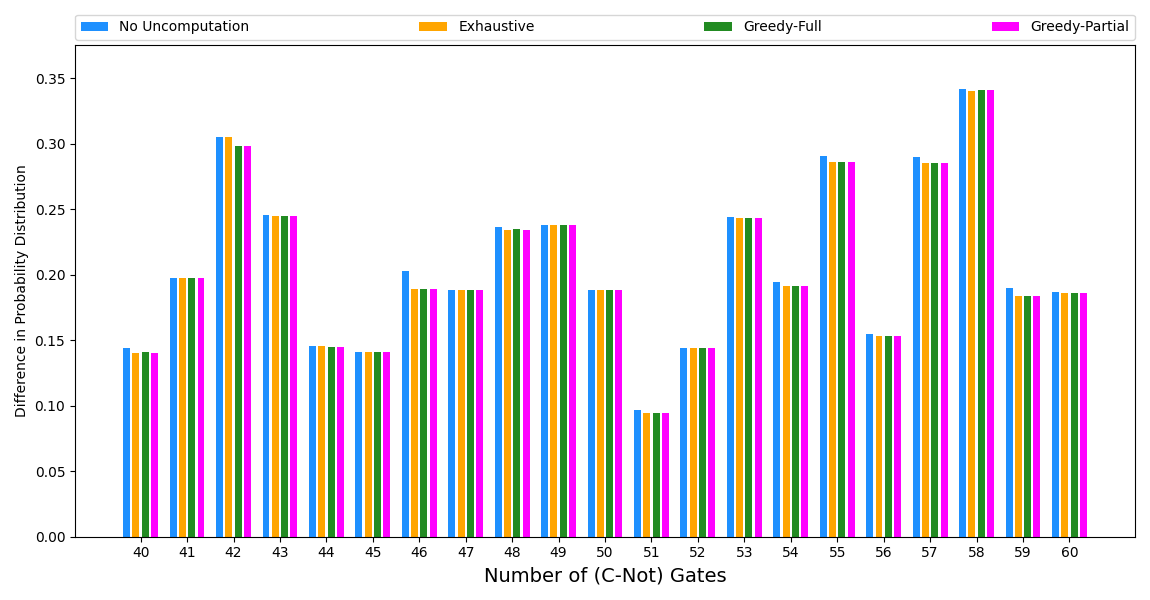 No Uncomputation Exhaustive Greedy-Full Greedy-Partial
0.35
0.30
0.25
0.20
0.15
0.10
0.05
0.00
Difference in Probability Distribution
40 41 42 43 44 45 46 47 48 49 50 51 52 53 54 55 56 57 58 59 60
Number of (C-Not) Gates